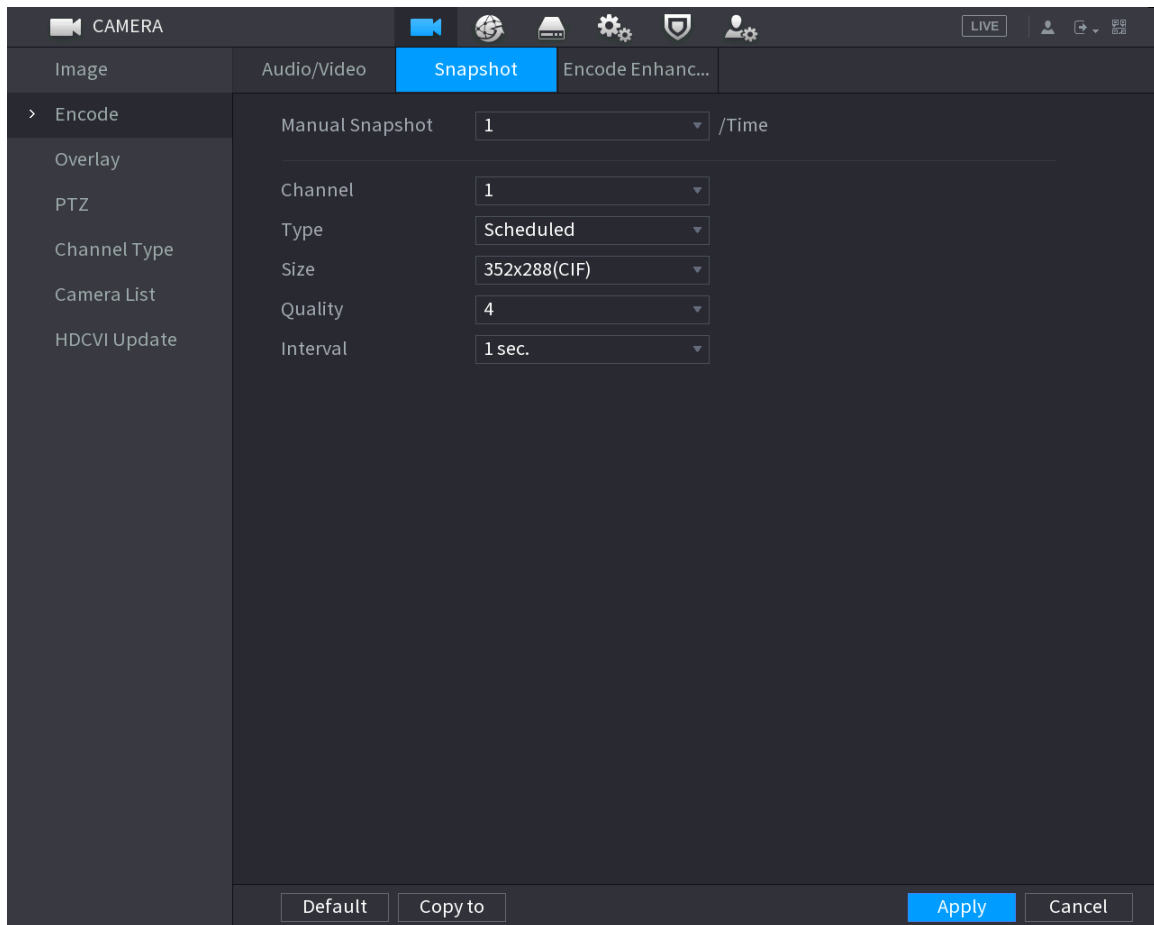 CAMERA LIVE
Image
Encode
Overlay
PTZ
Channel Type
Camera List
HDCVI Update
Audio/Video Snapshot Encode Enhanc...
Manual Snapshot 1 /Time
Channel 1
Type Scheduled
Size 352x288(CIF)
Quality 4
Interval 1 sec.
Default Copy to Apply Cancel